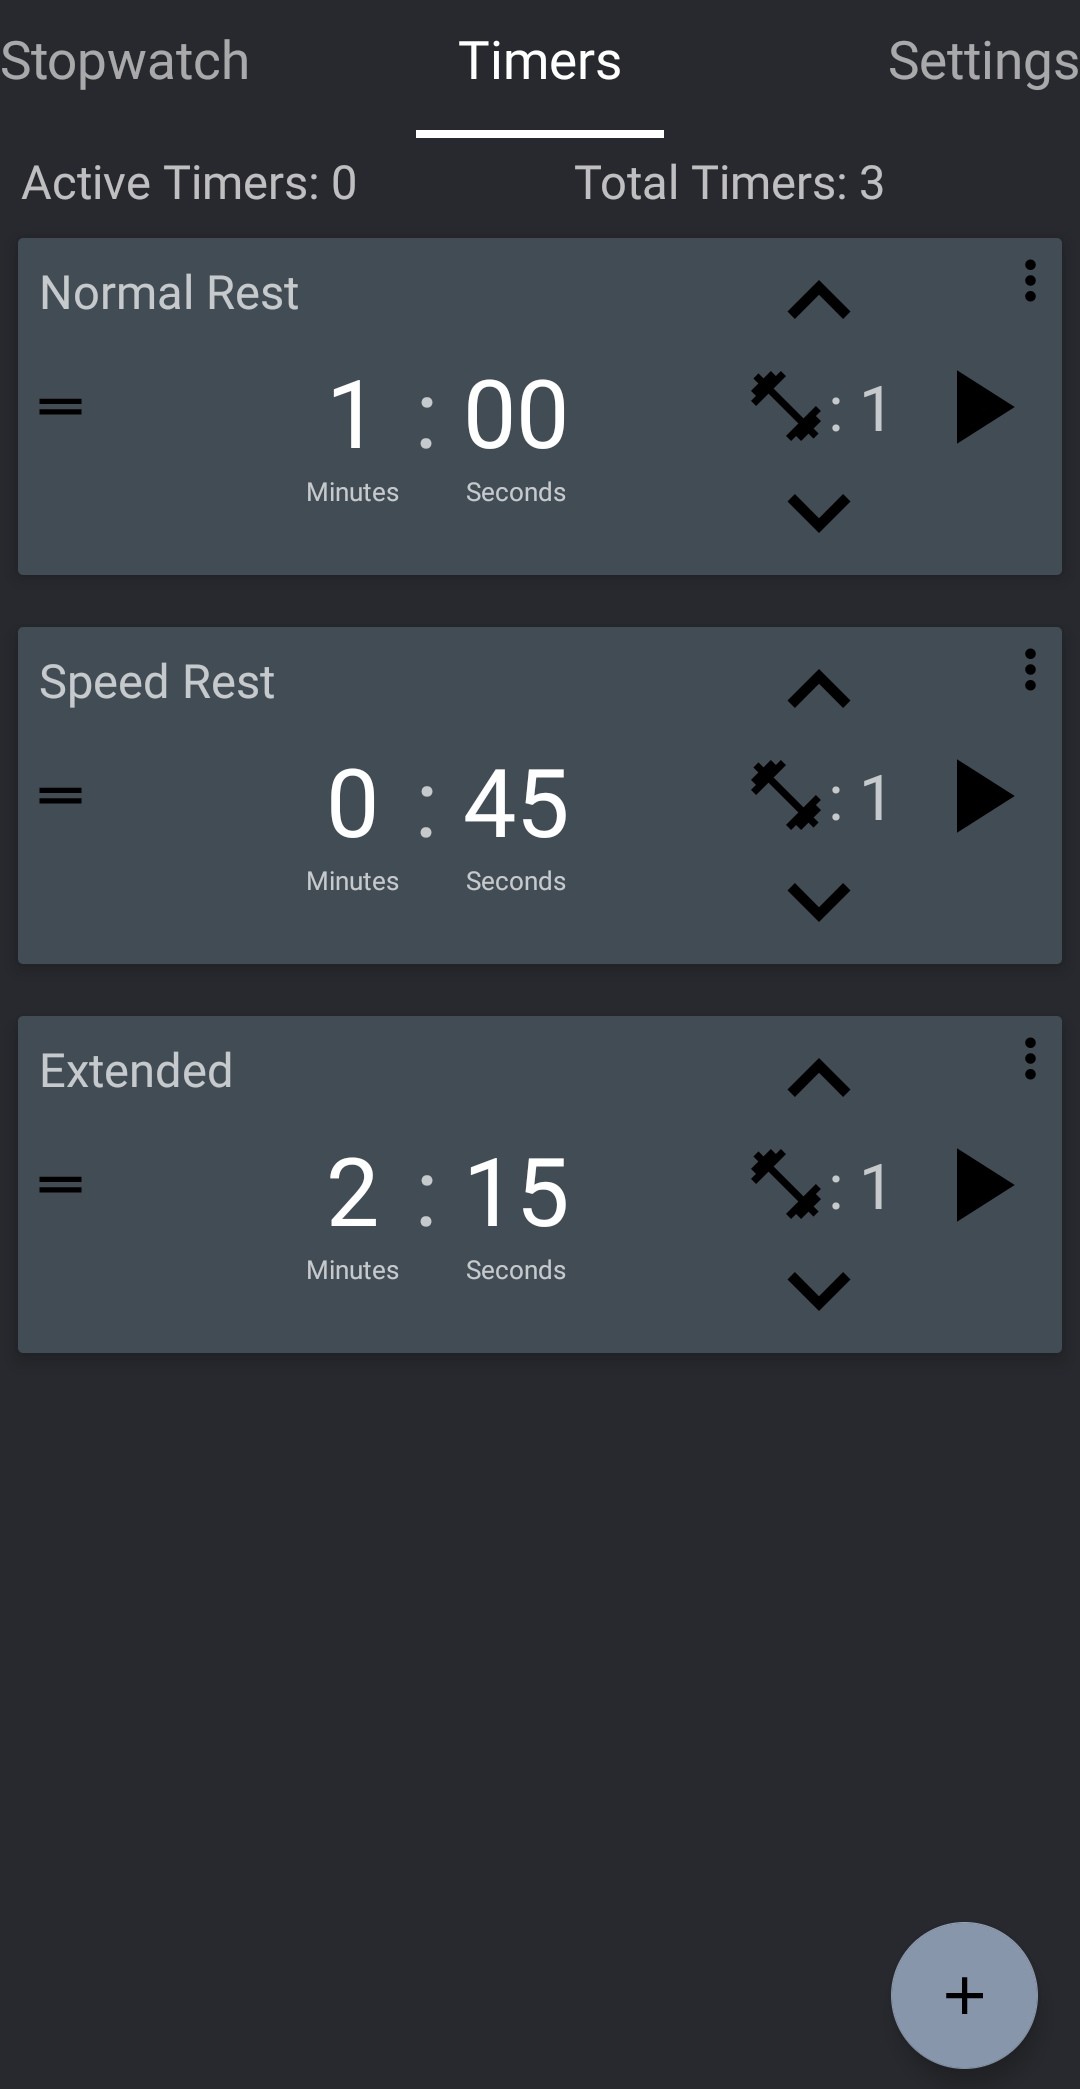 Stopwatch Timers Settings
Active Timers: 0 Total Timers: 3
Normal Rest
1 : 00 : 1
Minutes Seconds
Speed Rest
0 : 45 : 1
Minutes Seconds
Extended
2 : 15 : 1
Minutes Seconds
+